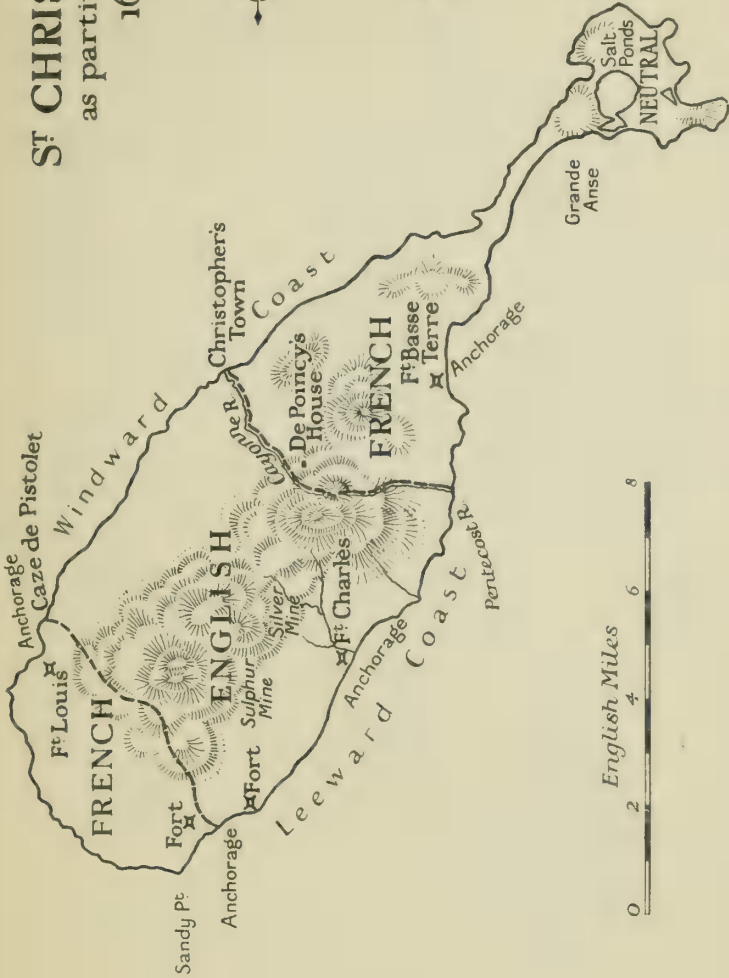 Sᵀ CHRIS
as parti
16
Anchorage
Caze de Pistolet
Windward
Coast
Christopher's
Town
Fᵗ Louis
FRENCH
Cayonne R.
De Poincy's
House
Sandy Pᵗ
Fort
Anchorage
Fort
Sulphur
Mine
ENGLISH
Silver
Mine
Fᵗ Charles
Anchorage
Leeward
Coast
Pentecost R.
FRENCH
Fᵗ Basse
Terre
Anchorage
Grande
Anse
Salt
Ponds
NEUTRAL
0 2 4 6 8
English Miles